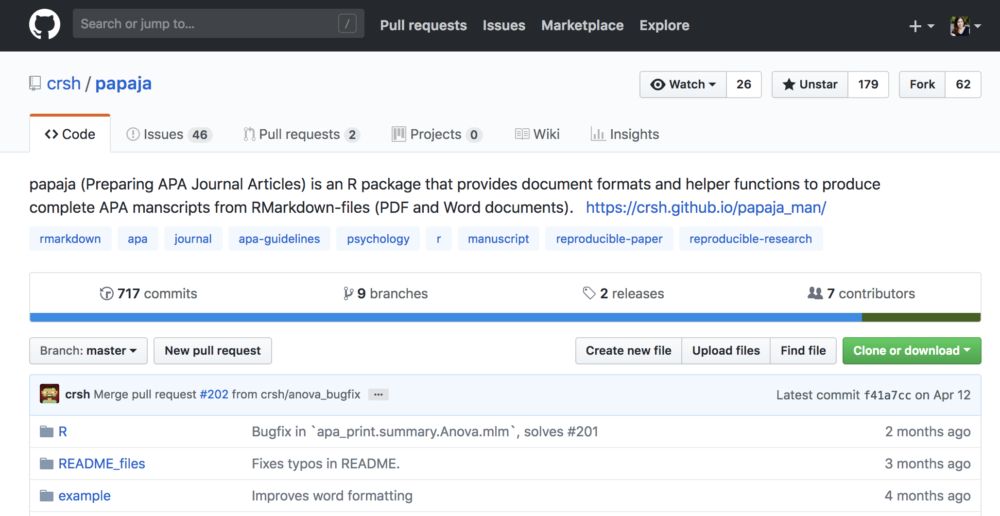 Search or jump to... / Pull requests Issues Marketplace Explore
crsh / papaja Watch 26 Unstar 179 Fork 62
Code Issues 46 Pull requests 2 Projects 0 Wiki Insights
papaja (Preparing APA Journal Articles) is an R package that provides document formats and helper functions to produce
complete APA manscripts from RMarkdown-files (PDF and Word documents). https://crsh.github.io/papaja_man/
rmarkdown apa journal apa-guidelines psychology r manuscript reproducible-paper reproducible-research
717 commits 9 branches 2 releases 7 contributors
Branch: master New pull request Create new file Upload files Find file Clone or download
crsh Merge pull request #202 from crsh/anova_bugfix ... Latest commit f41a7cc on Apr 12
R Bugfix in `apa_print.summary.Anova.mlm`, solves #201 2 months ago
README_files Fixes typos in README. 3 months ago
example Improves word formatting 4 months ago